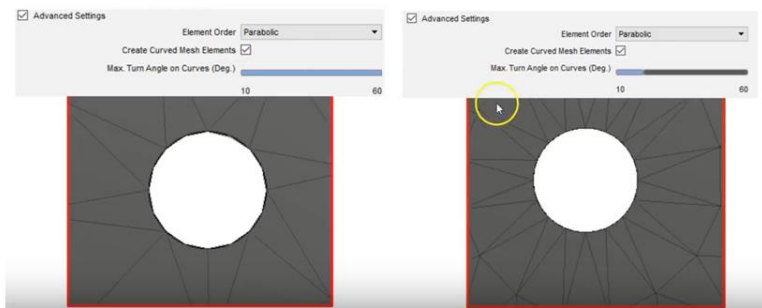 Advanced Settings
Element Order Parabolic
Create Curved Mesh Elements
Max. Turn Angle on Curves (Deg.)
10 60
Advanced Settings
Element Order Parabolic
Create Curved Mesh Elements
Max. Turn Angle on Curves (Deg.)
10 60